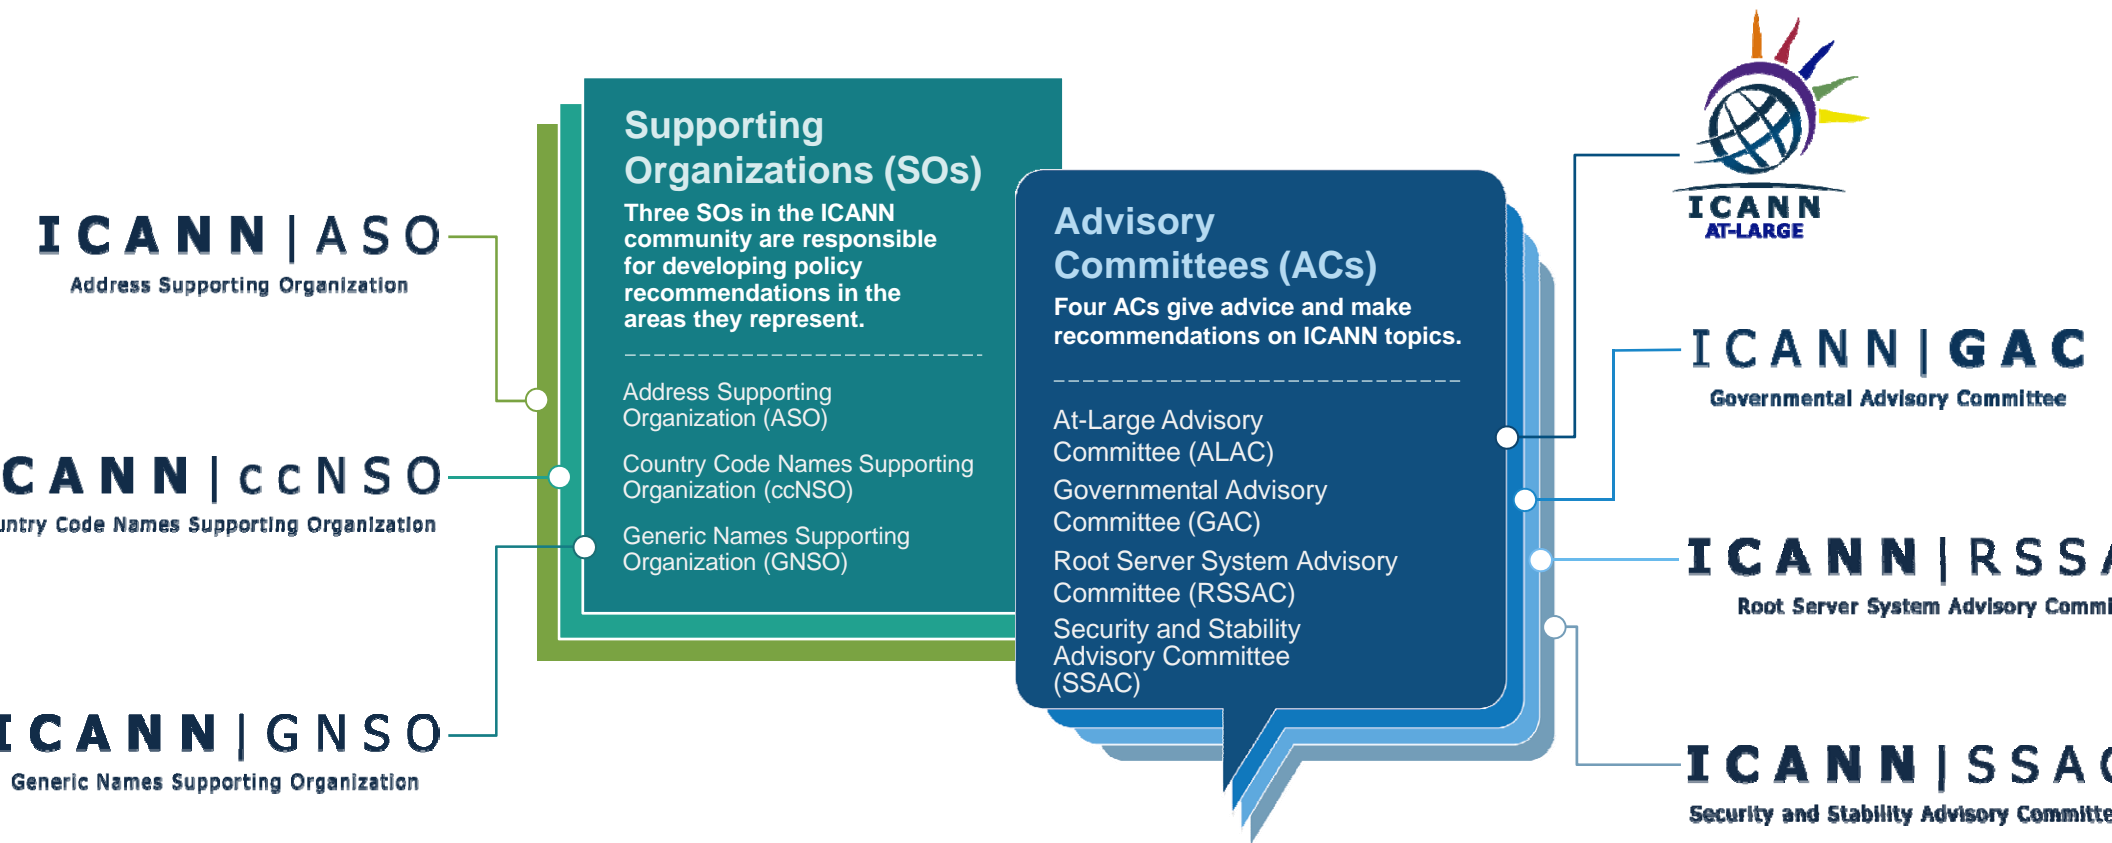 ICANN|ASO
Address Supporting Organization
CANN|ccNSO
untry Code Names Supporting Organization
ICANN|GNSO
Generic Names Supporting Organization
Supporting
Organizations (SOs)
Three SOs in the ICANN
community are responsible
for developing policy
recommendations in the
areas they represent.
Address Supporting
Organization (ASO)
Country Code Names Supporting
Organization (ccNSO)
Generic Names Supporting
Organization (GNSO)
Advisory
Committees (ACs)
Four ACs give advice and make
recommendations on ICANN topics.
At-Large Advisory
Committee (ALAC)
Governmental Advisory
Committee (GAC)
Root Server System Advisory
Committee (RSSAC)
Security and Stability
Advisory Committee
(SSAC)
ICANN
AT-LARGE
ICANN|GAC
Governmental Advisory Committee
ICANN|RSSA
Root Server System Advisory Commi
ICANN|SSAC
Security and Stability Advisory Committe